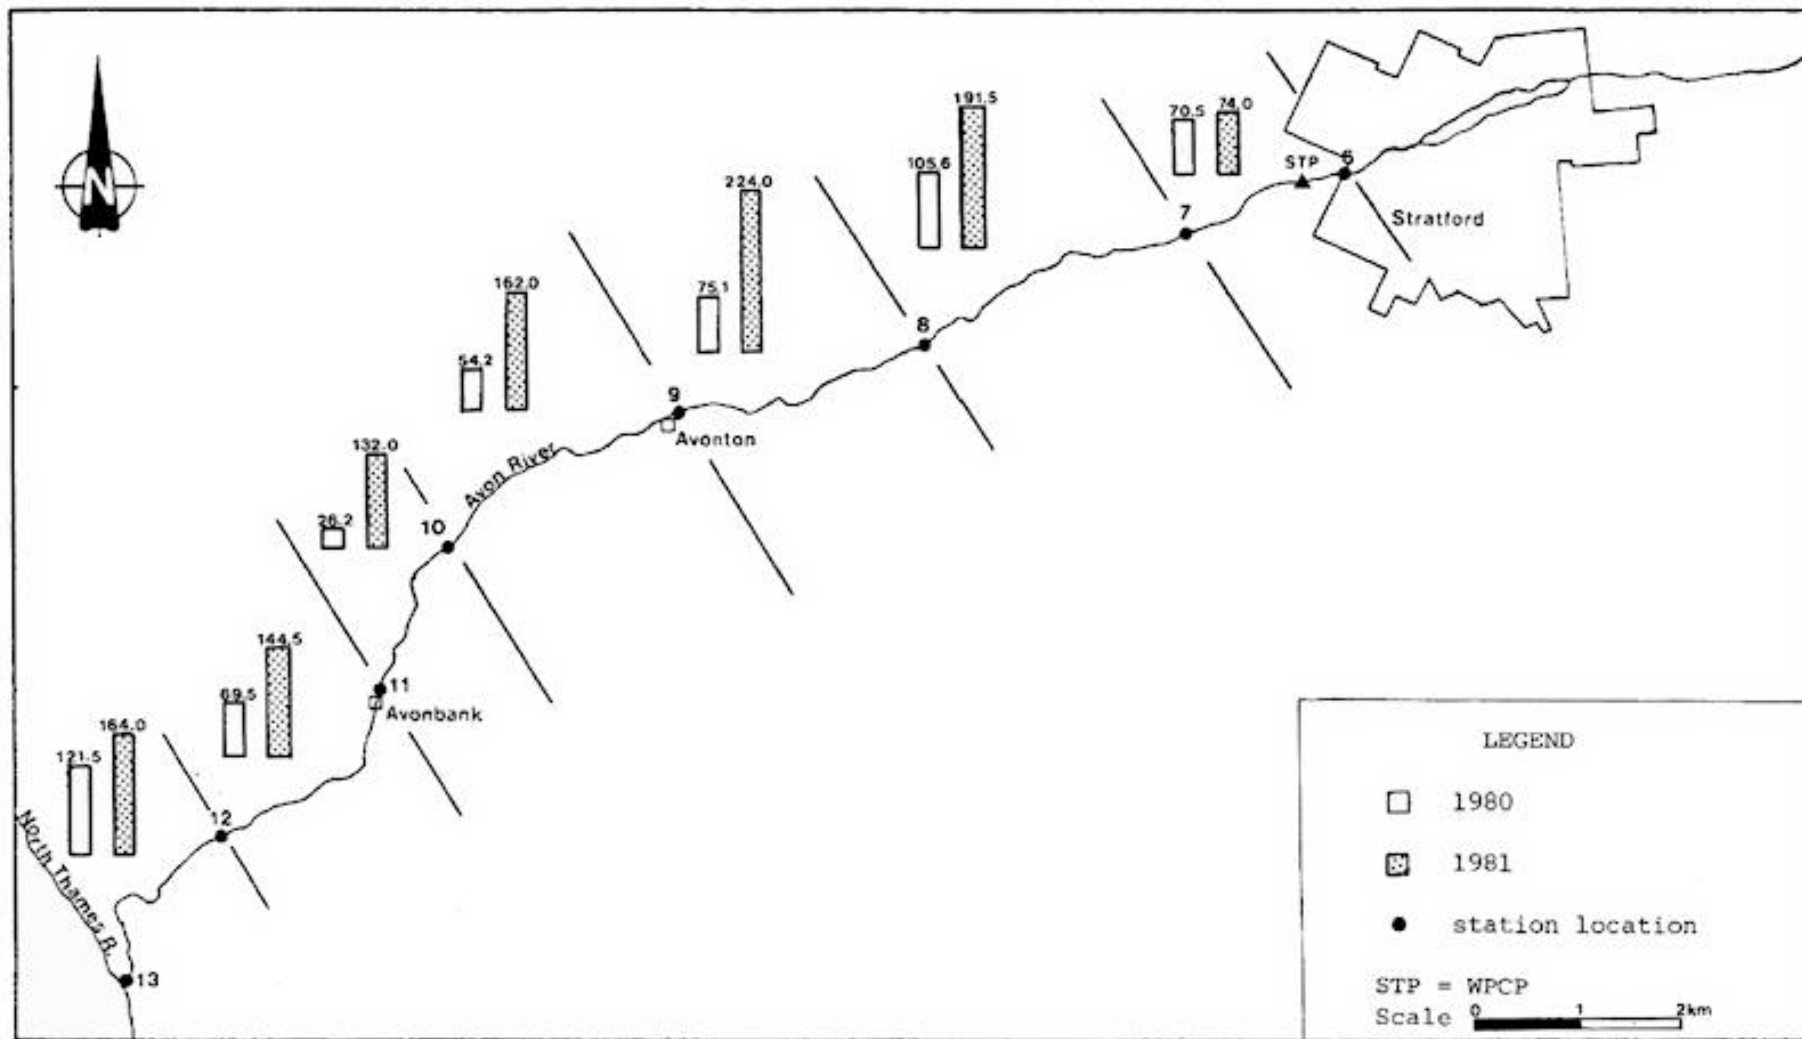 N
191.5
105.6
70.5
74.0
STP
6
Stratford
7
224.0
75.1
8
162.0
54.2
9
Avonton
Avon River
132.0
26.2
10
144.5
69.5
11
Avonbank
164.0
121.5
12
North Thames R.
13
LEGEND
1980
1981
station location
STP = WPCP
Scale 0 1 2km